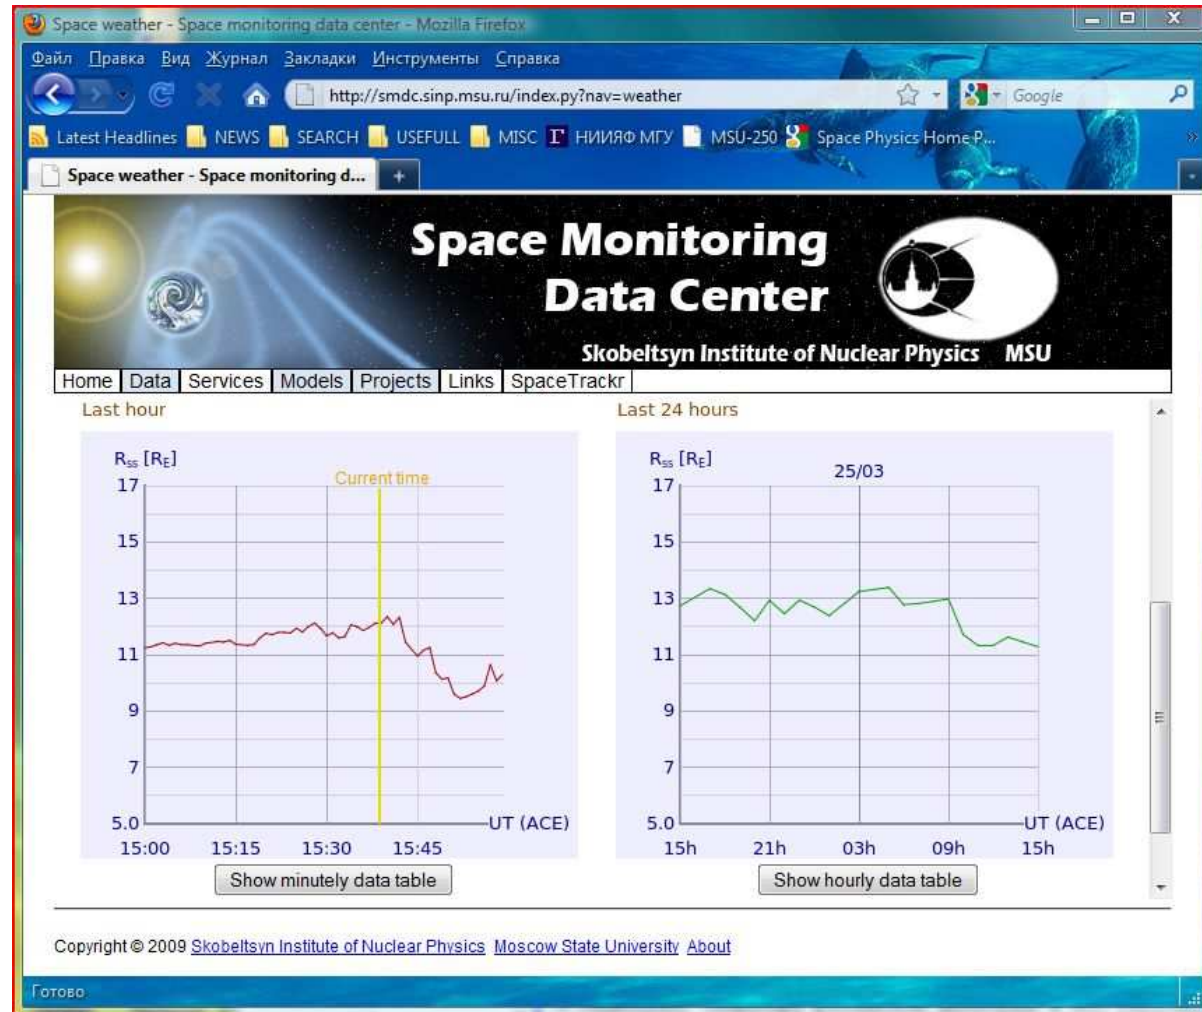 Space weather - Space monitoring data center - Mozilla Firefox
Файл Правка Вид Журнал Закладки Инструменты Справка
http://smdc.sinp.msu.ru/index.py?nav=weather Google
Latest Headlines NEWS SEARCH USEFULL MISC Г НИИЯФ МГУ MSU-250 Space Physics Home P...
Space weather - Space monitoring d... +
Space Monitoring
Data Center
Skobeltsyn Institute of Nuclear Physics MSU
Home Data Services Models Projects Links SpaceTrackr
Last hour
Rss [RE]
Current time
17
15
13
11
9
7
5.0
UT (ACE)
15:00 15:15 15:30 15:45
Show minutely data table
Last 24 hours
Rss [RE]
25/03
17
15
13
11
9
7
5.0
UT (ACE)
15h 21h 03h 09h 15h
Show hourly data table
Copyright © 2009 Skobeltsyn Institute of Nuclear Physics Moscow State University About
Готово